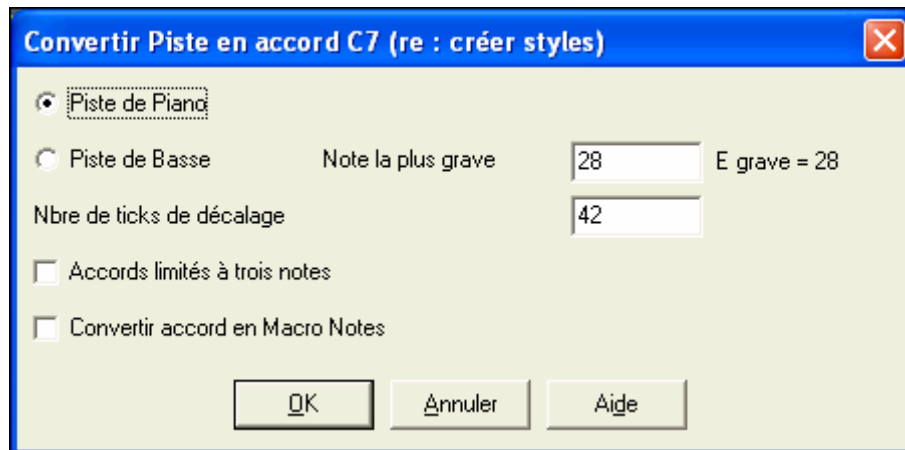 Convertir Piste en accord C7 (re : créer styles)
Piste de Piano
Piste de Basse Note la plus grave 28 E grave = 28
Nbre de ticks de décalage 42
Accords limités à trois notes
Convertir accord en Macro Notes
OK Annuler Aide